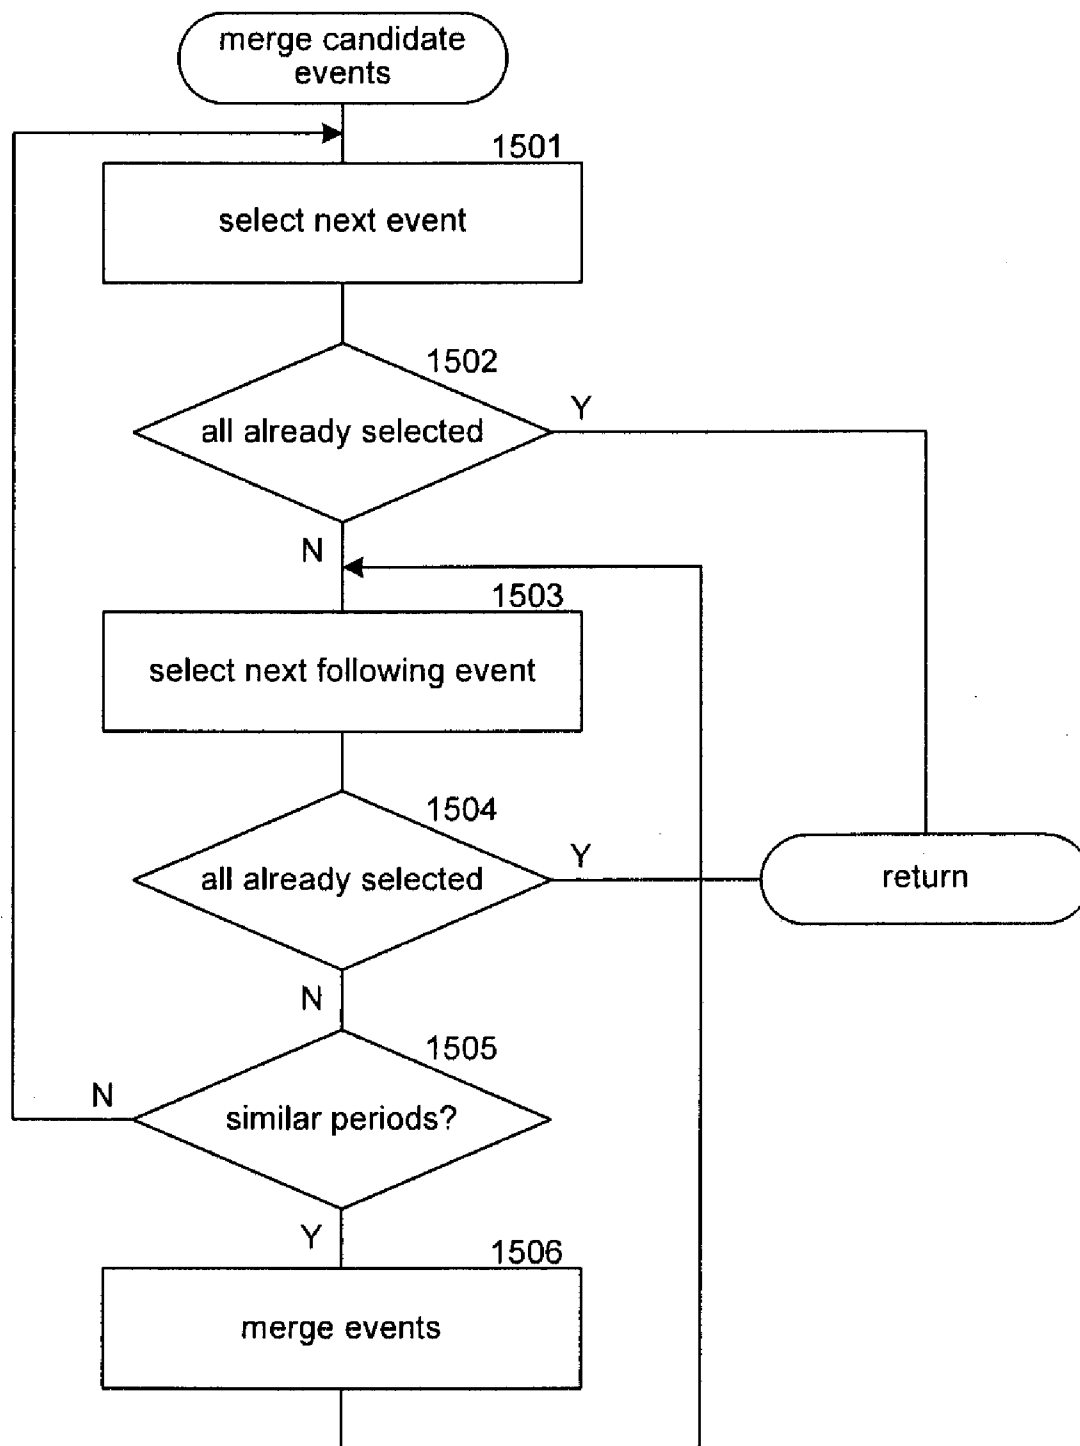 merge candidate
events
1501
select next event
1502
all already selected
Y
N
1503
select next following event
1504
all already selected
Y
return
N
1505
N
similar periods?
Y
1506
merge events